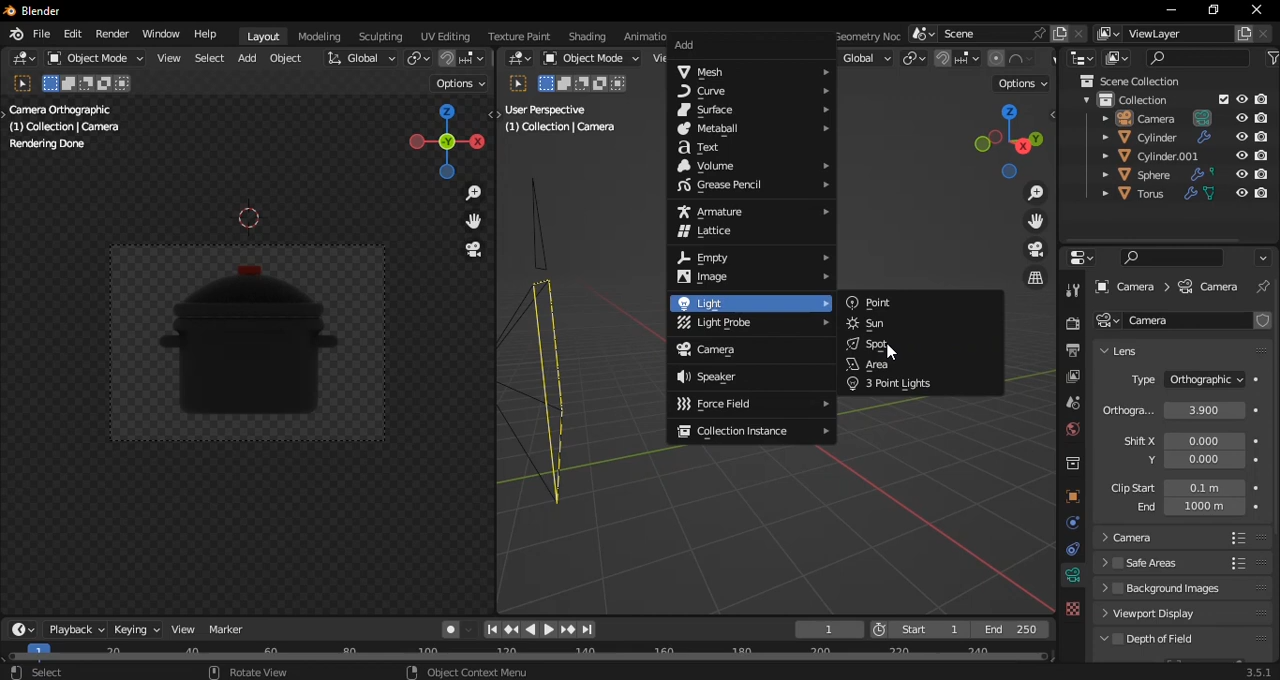 Blender
File Edit Render Window Help Layout Modeling Sculpting UV Editing Texture Paint Shading Animatio Geometry Noc Scene ViewLayer
Object Mode View Select Add Object Global Object Mode Vie Global
Options Options
Camera Orthographic
(1) Collection | Camera
Rendering Done
Z
X
Y
User Perspective
(1) Collection | Camera
Z
Y
X
Add
Mesh
Curve
Surface
Metaball
Text
Volume
Grease Pencil
Armature
Lattice
Empty
Image
Light
Light Probe
Camera
Speaker
Force Field
Collection Instance
Point
Sun
Spot
Area
3 Point Lights
Scene Collection
Collection
Camera
Cylinder
Cylinder.001
Sphere
Torus
Camera > Camera
Camera
Lens
Type Orthographic
Orthogra... 3.900
Shift X 0.000
Y 0.000
Clip Start 0.1 m
End 1000 m
Camera
Safe Areas
Background Images
Viewport Display
Depth of Field
Playback Keying View Marker 1 Start 1 End 250
1 20 40 60 80 100 120 140 160 180 200 220 240
Select Rotate View Object Context Menu 3.5.1